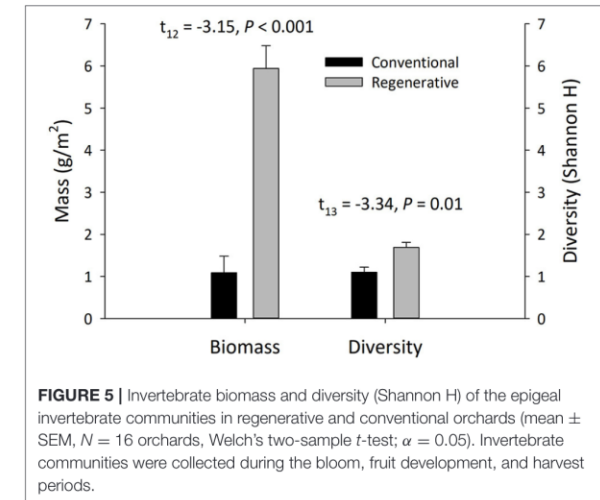 t12 = -3.15, P < 0.001
Conventional
Regenerative
t13 = -3.34, P = 0.01
Mass (g/m²)
7
6
5
4
3
2
1
0
Diversity (Shannon H)
7
6
5
4
3
2
1
0
Biomass Diversity
FIGURE 5 | Invertebrate biomass and diversity (Shannon H) of the epigeal
invertebrate communities in regenerative and conventional orchards (mean ±
SEM, N = 16 orchards, Welch's two-sample t-test; α = 0.05). Invertebrate
communities were collected during the bloom, fruit development, and harvest
periods.